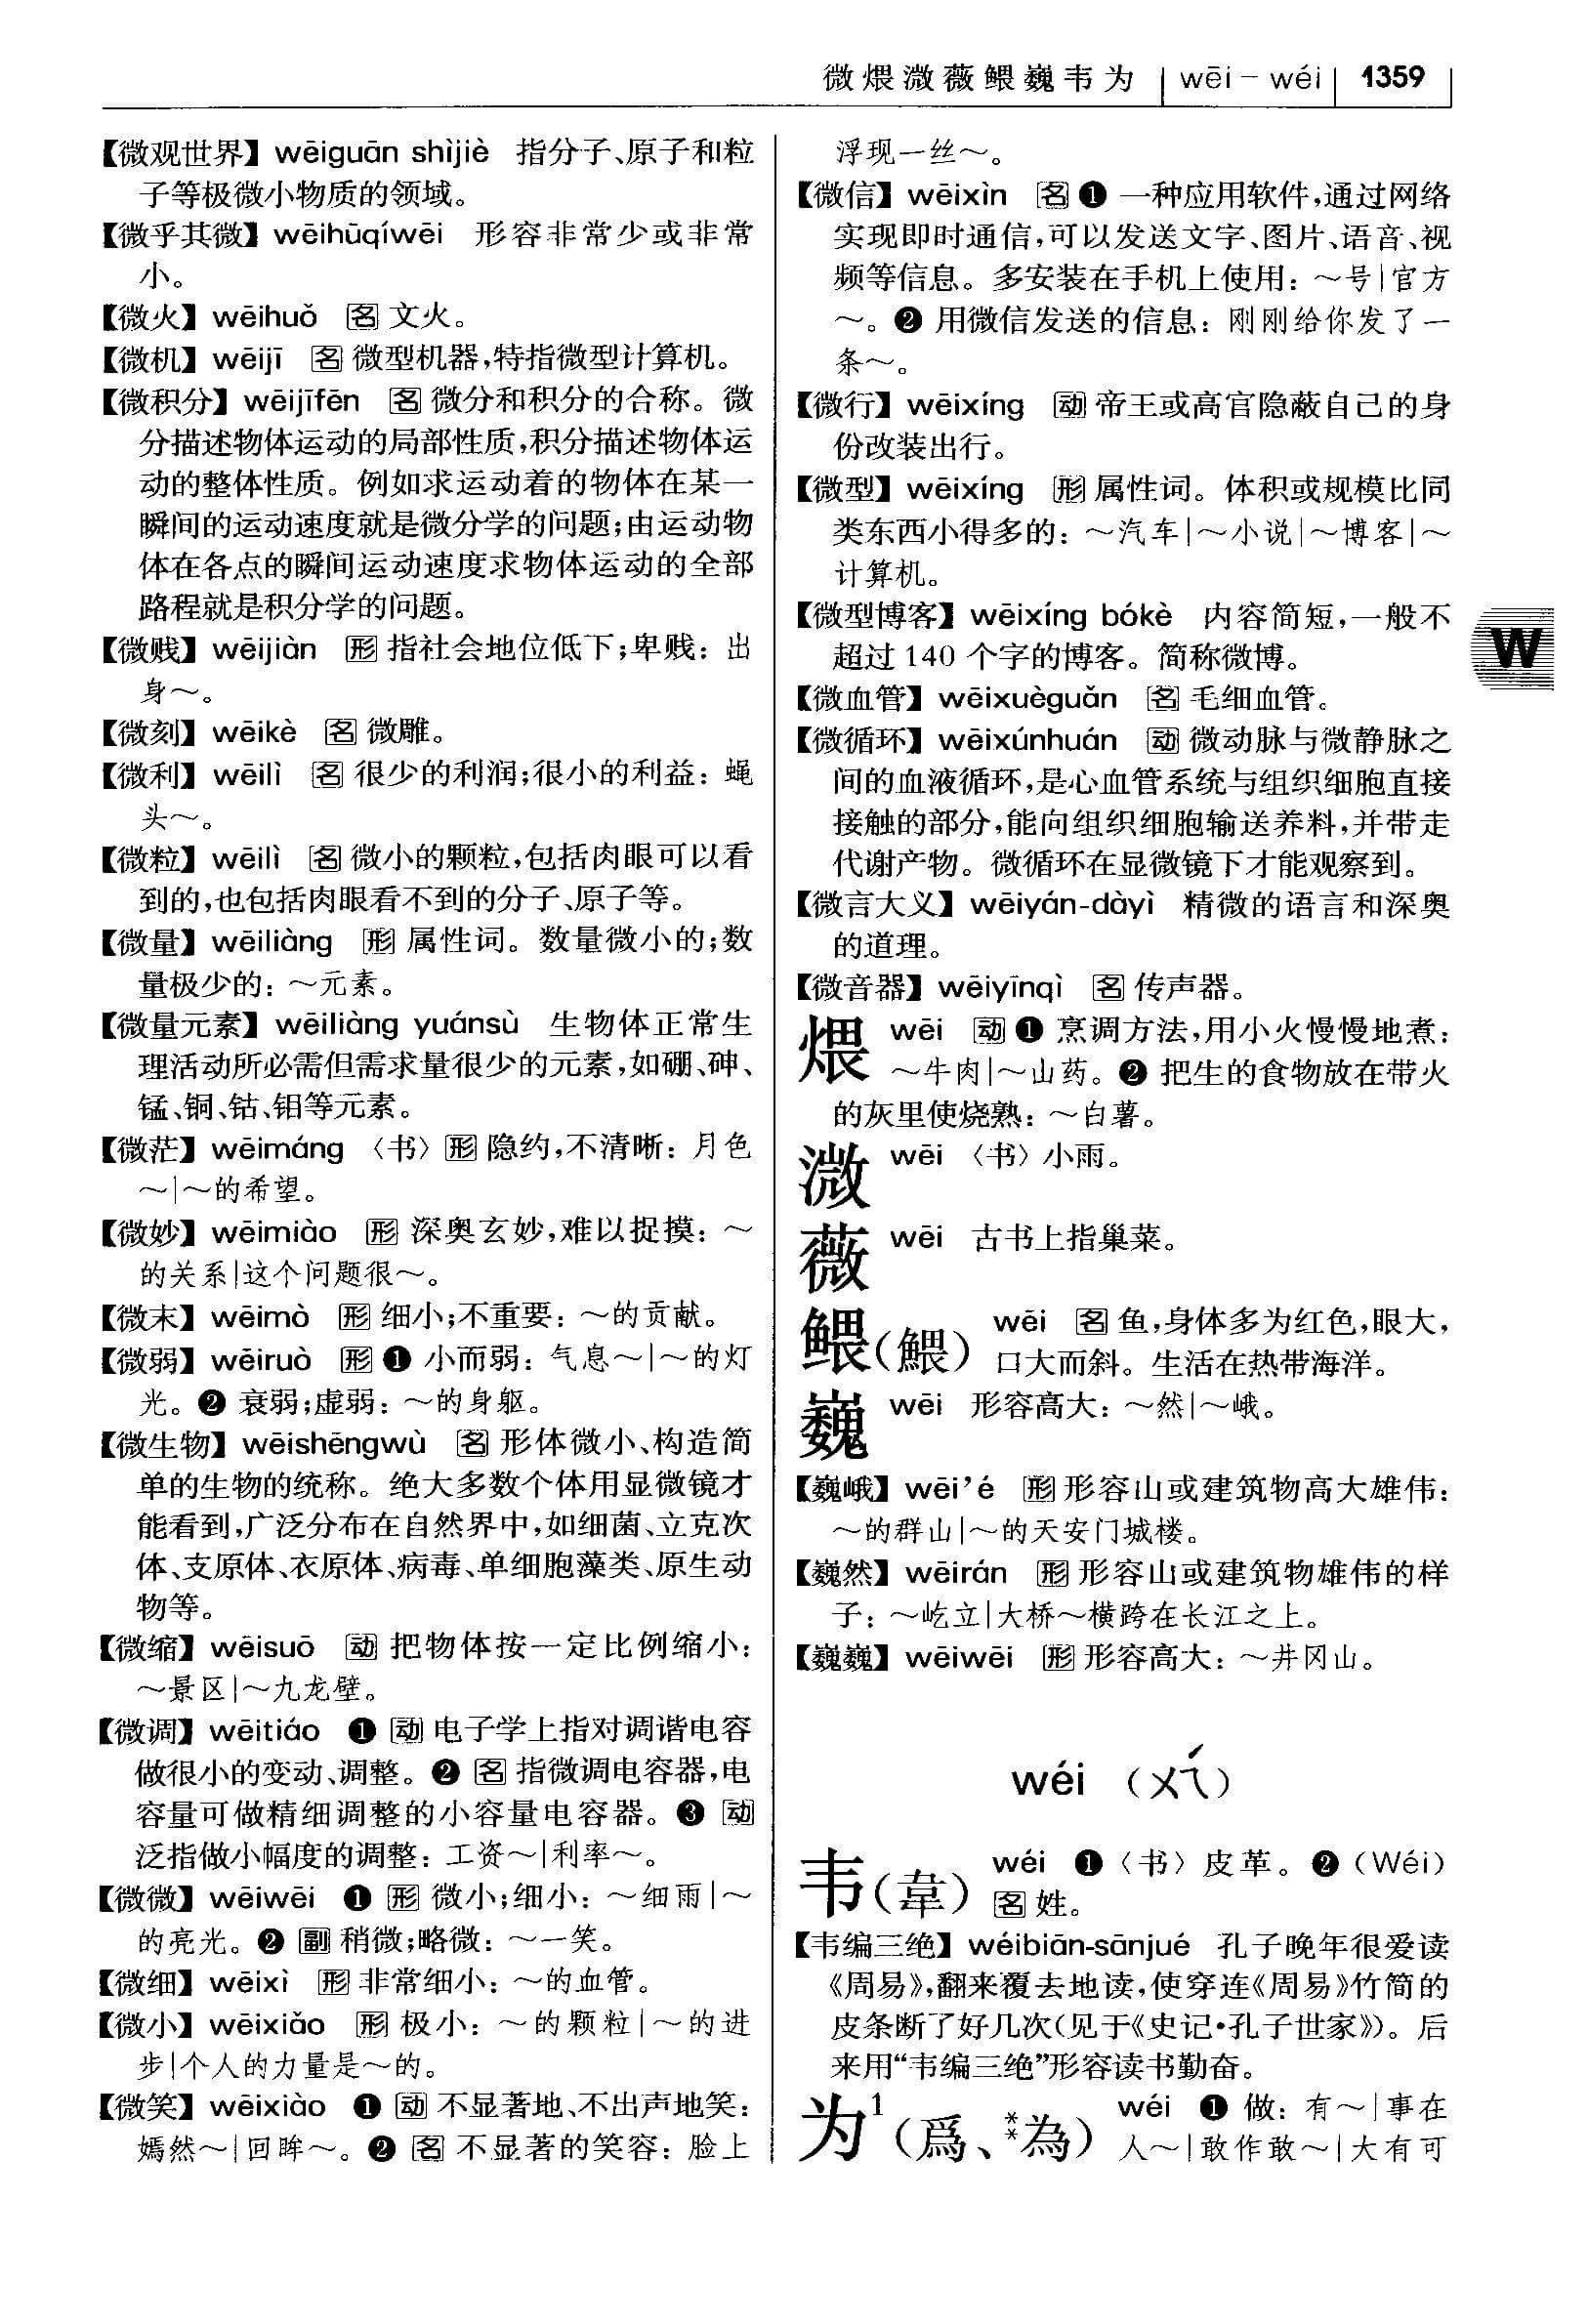 微煨溦薇鳂巍韦为 | wēi – wéi | 1359
【微观世界】wēiguān shìjiè 指分子、原子和粒
子等极微小物质的领域。
【微乎其微】wēihūqíwēi 形容非常少或非常
小。
【微火】wēihuǒ 名 文火。
【微机】wēijī 名 微型机器,特指微型计算机。
【微积分】wēijīfēn 名 微分和积分的合称。微
分描述物体运动的局部性质,积分描述物体运
动的整体性质。例如求运动着的物体在某一
瞬间的运动速度就是微分学的问题;由运动物
体在各点的瞬间运动速度求物体运动的全部
路程就是积分学的问题。
【微贱】wēijiàn 形 指社会地位低下;卑贱:出
身~。
【微刻】wēikè 名 微雕。
【微利】wēilì 名 很少的利润;很小的利益:蝇
头~。
【微粒】wēilì 名 微小的颗粒,包括肉眼可以看
到的,也包括肉眼看不到的分子、原子等。
【微量】wēiliàng 形 属性词。数量微小的;数
量极少的:~元素。
【微量元素】wēiliàng yuánsù 生物体正常生
理活动所必需但需求量很少的元素,如硼、砷、
锰、铜、钴、钼等元素。
【微茫】wēimáng 〈书〉形 隐约,不清晰:月色
~|~的希望。
【微妙】wēimiào 形 深奥玄妙,难以捉摸:~
的关系|这个问题很~。
【微末】wēimò 形 细小;不重要:~的贡献。
【微弱】wēiruò 形 ❶ 小而弱:气息~|~的灯
光。❷ 衰弱;虚弱:~的身躯。
【微生物】wēishēngwù 名 形体微小、构造简
单的生物的统称。绝大多数个体用显微镜才
能看到,广泛分布在自然界中,如细菌、立克次
体、支原体、衣原体、病毒、单细胞藻类、原生动
物等。
【微缩】wēisuō 动 把物体按一定比例缩小:
~景区|~九龙壁。
【微调】wēitiáo ❶ 动 电子学上指对调谐电容
做很小的变动、调整。❷ 名 指微调电容器,电
容量可做精细调整的小容量电容器。❸ 动
泛指做小幅度的调整:工资~|利率~。
【微微】wēiwēi ❶ 形 微小;细小:~细雨|~
的亮光。❷ 副 稍微;略微:~一笑。
【微细】wēixì 形 非常细小:~的血管。
【微小】wēixiǎo 形 极小:~的颗粒|~的进
步|个人的力量是~的。
【微笑】wēixiào ❶ 动 不显著地、不出声地笑:
嫣然~|回眸~。❷ 名 不显著的笑容:脸上
浮现一丝~。
【微信】wēixìn 名 ❶ 一种应用软件,通过网络
实现即时通信,可以发送文字、图片、语音、视
频等信息。多安装在手机上使用:~号|官方
~。❷ 用微信发送的信息:刚刚给你发了一
条~。
【微行】wēixíng 动 帝王或高官隐蔽自己的身
份改装出行。
【微型】wēixíng 形 属性词。体积或规模比同
类东西小得多的:~汽车|~小说|~博客|~
计算机。
【微型博客】wēixíng bókè 内容简短,一般不
超过 140 个字的博客。简称微博。
【微血管】wēixuèguǎn 名 毛细血管。
【微循环】wēixúnhuán 动 微动脉与微静脉之
间的血液循环,是心血管系统与组织细胞直接
接触的部分,能向组织细胞输送养料,并带走
代谢产物。微循环在显微镜下才能观察到。
【微言大义】wēiyán-dàyì 精微的语言和深奥
的道理。
【微音器】wēiyīnqì 名 传声器。
W
煨 wēi 动 ❶ 烹调方法,用小火慢慢地煮:
~牛肉|~山药。❷ 把生的食物放在带火
的灰里使烧熟:~白薯。
溦 wēi 〈书〉小雨。
薇 wēi 古书上指巢菜。
鳂(鰃) wēi 名 鱼,身体多为红色,眼大,
口大而斜。生活在热带海洋。
巍 wēi 形容高大:~然|~峨。
【巍峨】wēi'é 形 形容山或建筑物高大雄伟:
~的群山|~的天安门城楼。
【巍然】wēirán 形 形容山或建筑物雄伟的样
子:~屹立|大桥~横跨在长江之上。
【巍巍】wēiwēi 形 形容高大:~井冈山。
wéi (ㄨㄟˊ)
韦(韋) wéi ❶〈书〉皮革。❷(Wéi)
名 姓。
【韦编三绝】wéibiān-sānjué 孔子晚年很爱读
《周易》,翻来覆去地读,使穿连《周易》竹简的
皮条断了好几次(见于《史记·孔子世家》)。后
来用“韦编三绝”形容读书勤奋。
为¹(爲、**為) wéi ❶ 做:有~|事在
人~|敢作敢~|大有可